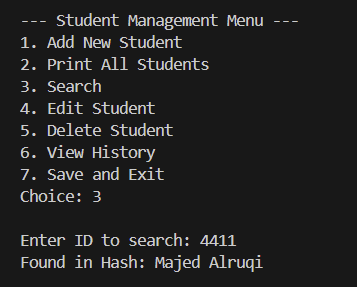 --- Student Management Menu ---
1. Add New Student
2. Print All Students
3. Search
4. Edit Student
5. Delete Student
6. View History
7. Save and Exit
Choice: 3
Enter ID to search: 4411
Found in Hash: Majed Alruqi